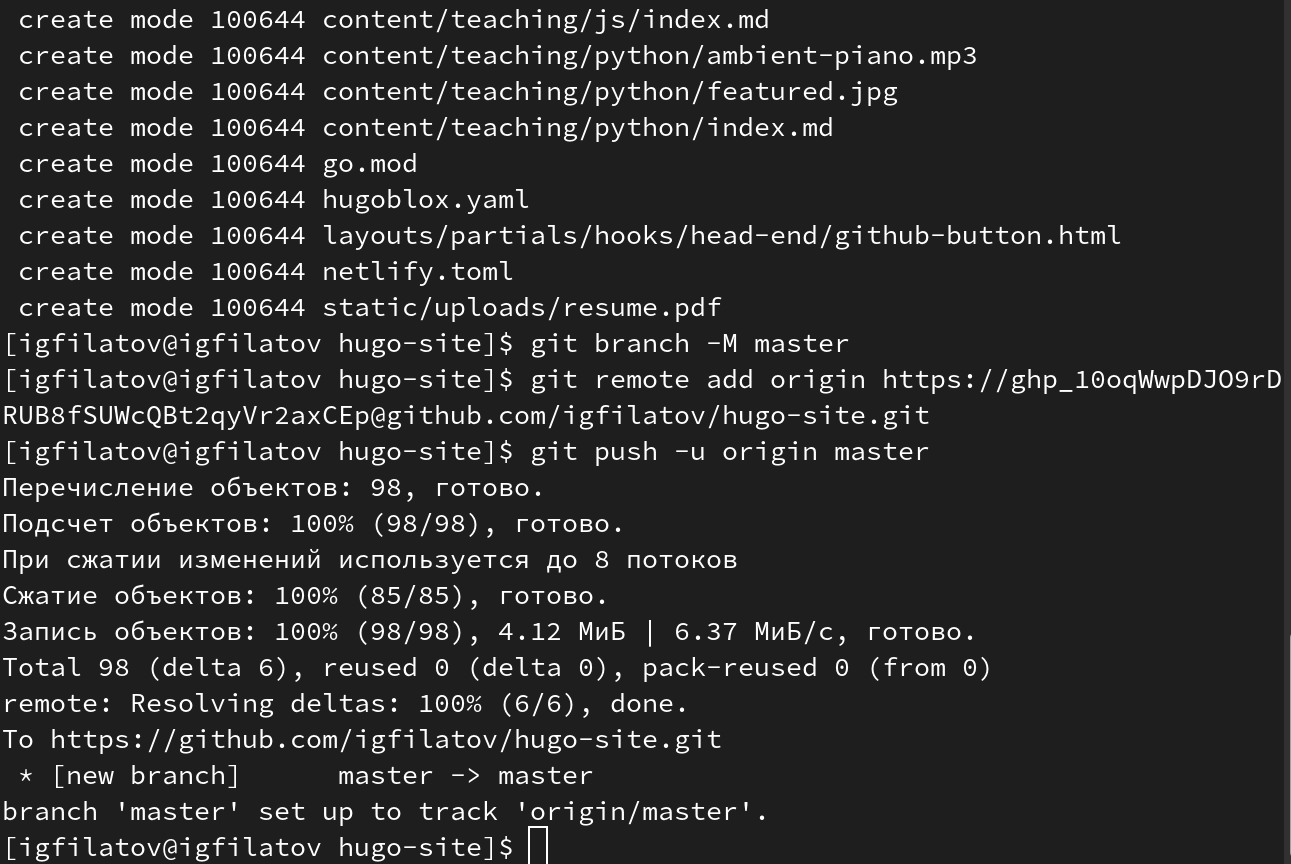 create mode 100644 content/teaching/js/index.md
create mode 100644 content/teaching/python/ambient-piano.mp3
create mode 100644 content/teaching/python/featured.jpg
create mode 100644 content/teaching/python/index.md
create mode 100644 go.mod
create mode 100644 hugoblox.yaml
create mode 100644 layouts/partials/hooks/head-end/github-button.html
create mode 100644 netlify.toml
create mode 100644 static/uploads/resume.pdf
[igfilatov@igfilatov hugo-site]$ git branch -M master
[igfilatov@igfilatov hugo-site]$ git remote add origin https://ghp_10oqWwpDJO9rD
RUB8fSUWcQBt2qyVr2axCEp@github.com/igfilatov/hugo-site.git
[igfilatov@igfilatov hugo-site]$ git push -u origin master
Перечисление объектов: 98, готово.
Подсчет объектов: 100% (98/98), готово.
При сжатии изменений используется до 8 потоков
Сжатие объектов: 100% (85/85), готово.
Запись объектов: 100% (98/98), 4.12 МиБ | 6.37 МиБ/с, готово.
Total 98 (delta 6), reused 0 (delta 0), pack-reused 0 (from 0)
remote: Resolving deltas: 100% (6/6), done.
To https://github.com/igfilatov/hugo-site.git
 * [new branch]      master -> master
branch 'master' set up to track 'origin/master'.
[igfilatov@igfilatov hugo-site]$